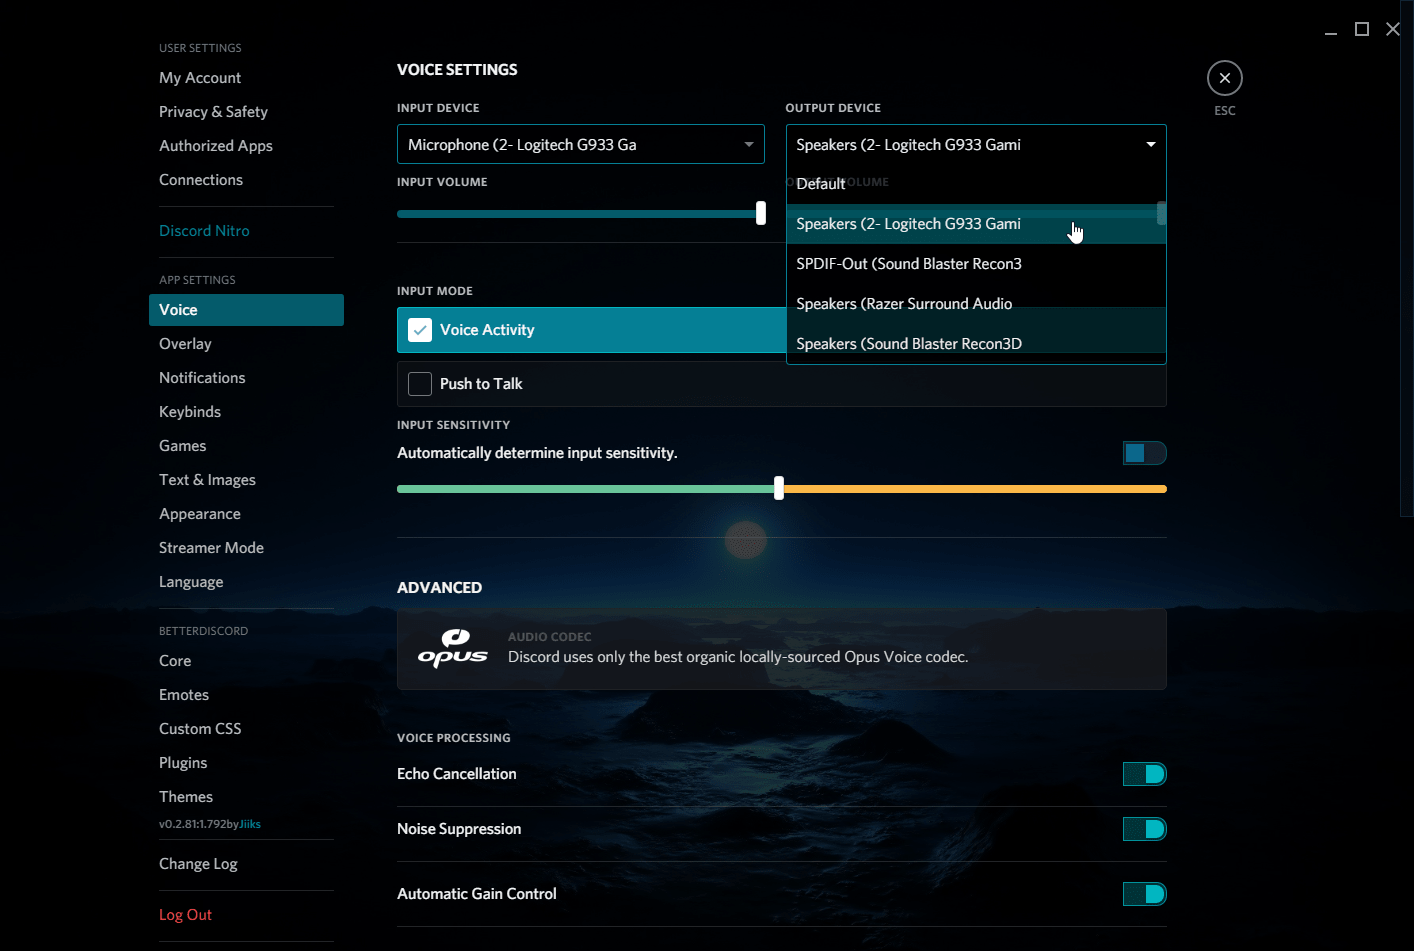 USER SETTINGS
My Account
Privacy & Safety
Authorized Apps
Connections
Discord Nitro
APP SETTINGS
Voice
Overlay
Notifications
Keybinds
Games
Text & Images
Appearance
Streamer Mode
Language
BETTERDISCORD
Core
Emotes
Custom CSS
Plugins
Themes
v0.2.81:1.792byJiiks
Change Log
Log Out
VOICE SETTINGS
INPUT DEVICE
Microphone (2- Logitech G933 Ga
INPUT VOLUME
OUTPUT DEVICE
Speakers (2- Logitech G933 Gami
OUTPUT VOLUME
Default
Speakers (2- Logitech G933 Gami
SPDIF-Out (Sound Blaster Recon3
Speakers (Razer Surround Audio
Speakers (Sound Blaster Recon3D
INPUT MODE
Voice Activity
Push to Talk
INPUT SENSITIVITY
Automatically determine input sensitivity.
ADVANCED
opus
AUDIO CODEC
Discord uses only the best organic locally-sourced Opus Voice codec.
VOICE PROCESSING
Echo Cancellation
Noise Suppression
Automatic Gain Control
ESC